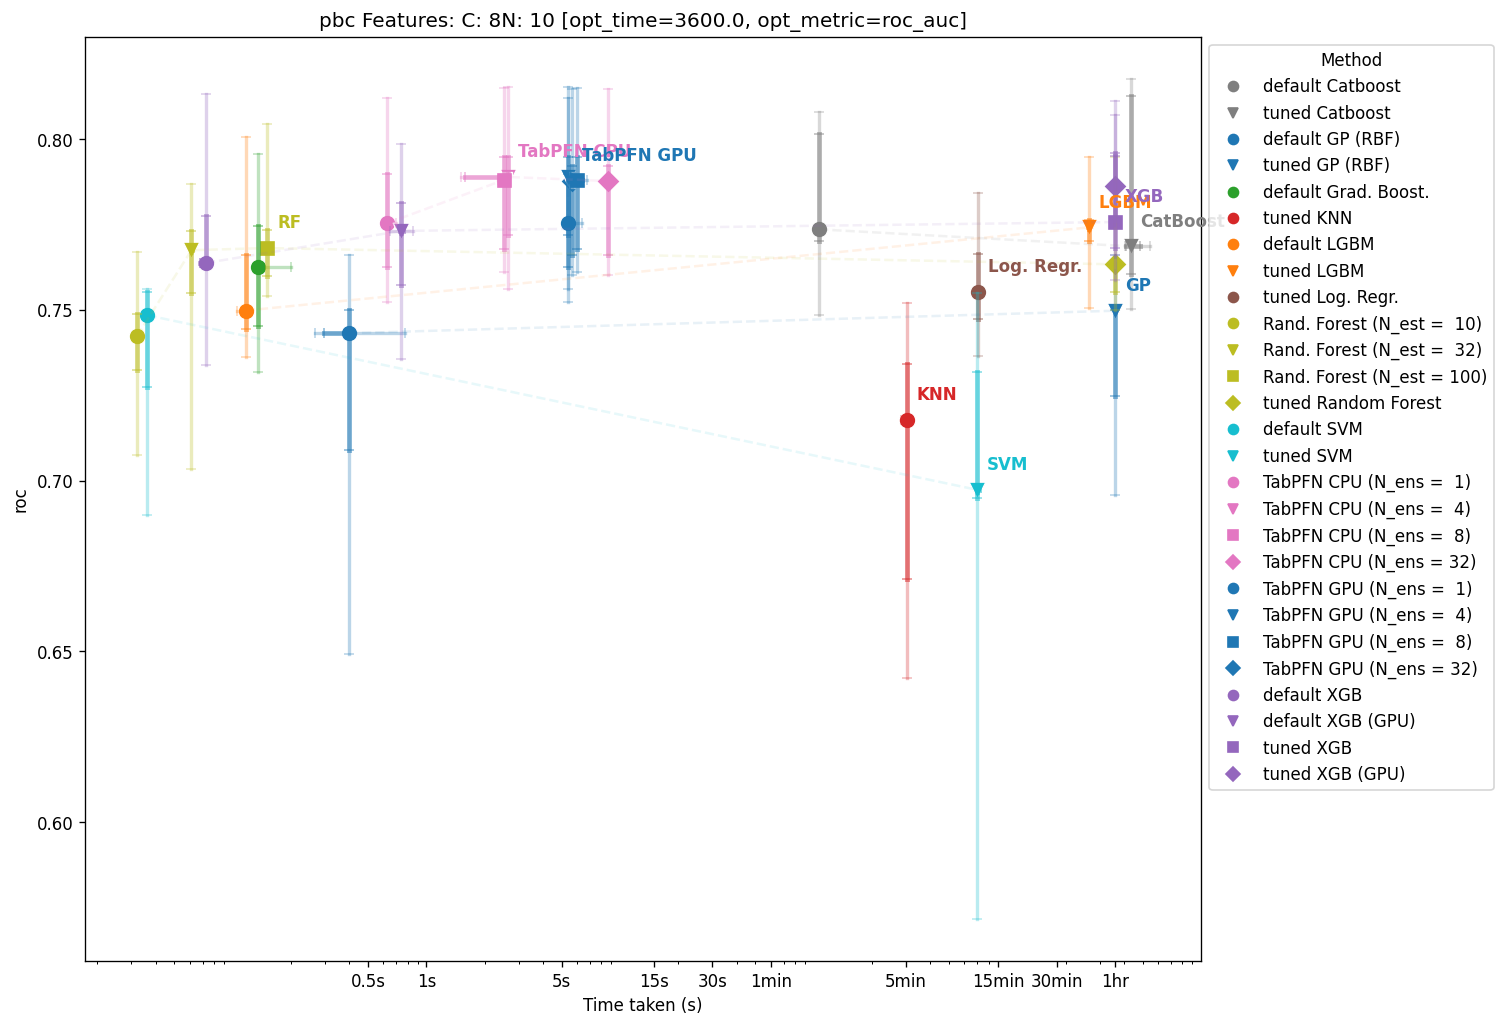 pbc Features: C: 8N: 10 [opt_time=3600.0, opt_metric=roc_auc]
roc
0.80
0.75
0.70
0.65
0.60
TabPFN CPU
TabPFN GPU
RF
XGB
LGBM
CatBoost
Log. Regr.
GP
KNN
SVM
0.5s 1s 5s 15s 30s 1min 5min 15min 30min 1hr
Time taken (s)
Method
default Catboost
tuned Catboost
default GP (RBF)
tuned GP (RBF)
default Grad. Boost.
tuned KNN
default LGBM
tuned LGBM
tuned Log. Regr.
Rand. Forest (N_est =  10)
Rand. Forest (N_est =  32)
Rand. Forest (N_est = 100)
tuned Random Forest
default SVM
tuned SVM
TabPFN CPU (N_ens =  1)
TabPFN CPU (N_ens =  4)
TabPFN CPU (N_ens =  8)
TabPFN CPU (N_ens = 32)
TabPFN GPU (N_ens =  1)
TabPFN GPU (N_ens =  4)
TabPFN GPU (N_ens =  8)
TabPFN GPU (N_ens = 32)
default XGB
default XGB (GPU)
tuned XGB
tuned XGB (GPU)